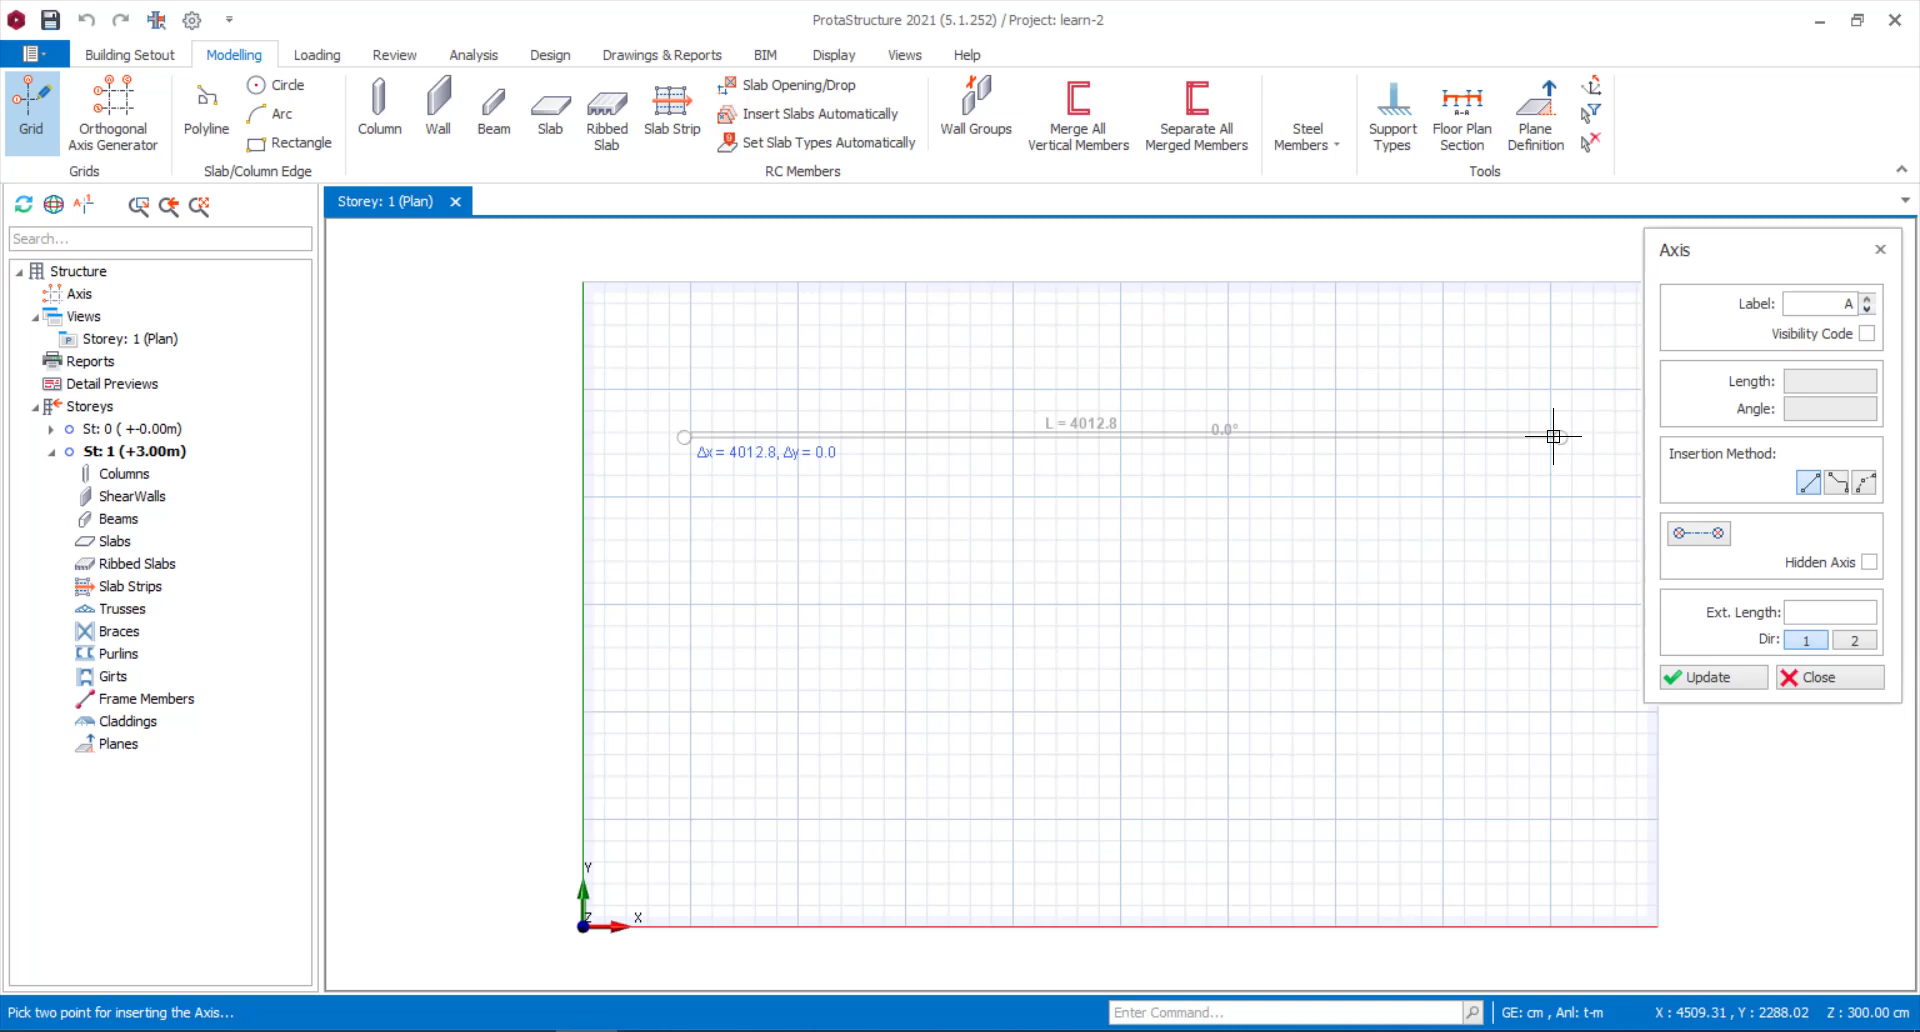 ProtaStructure 2021 (5.1.252) / Project: learn-2
Building Setout
Modelling
Loading
Review
Analysis
Design
Drawings & Reports
BIM
Display
Views
Help
Grid
Orthogonal
Axis Generator
Grids
Polyline
Circle
Arc
Rectangle
Slab/Column Edge
Column
Wall
Beam
Slab
Ribbed
Slab
Slab Strip
Slab Opening/Drop
Insert Slabs Automatically
Set Slab Types Automatically
RC Members
Wall Groups
Merge All
Vertical Members
Separate All
Merged Members
Steel
Members
Support
Types
Floor Plan
Section
Plane
Definition
Tools
Search...
Structure
Axis
Views
Storey: 1 (Plan)
Reports
Detail Previews
Storeys
St: 0 ( +-0.00m)
St: 1 (+3.00m)
Columns
ShearWalls
Beams
Slabs
Ribbed Slabs
Slab Strips
Trusses
Braces
Purlins
Girts
Frame Members
Claddings
Planes
Storey: 1 (Plan)
L = 4012.8
0.0°
Δx = 4012.8, Δy = 0.0
Y
Z
X
Axis
Label: A
Visibility Code
Length:
Angle:
Insertion Method:
Hidden Axis
Ext. Length:
Dir: 1 2
Update
Close
Pick two point for inserting the Axis...
Enter Command...
GE: cm , Anl: t-m
X : 4509.31 , Y : 2288.02
Z : 300.00 cm